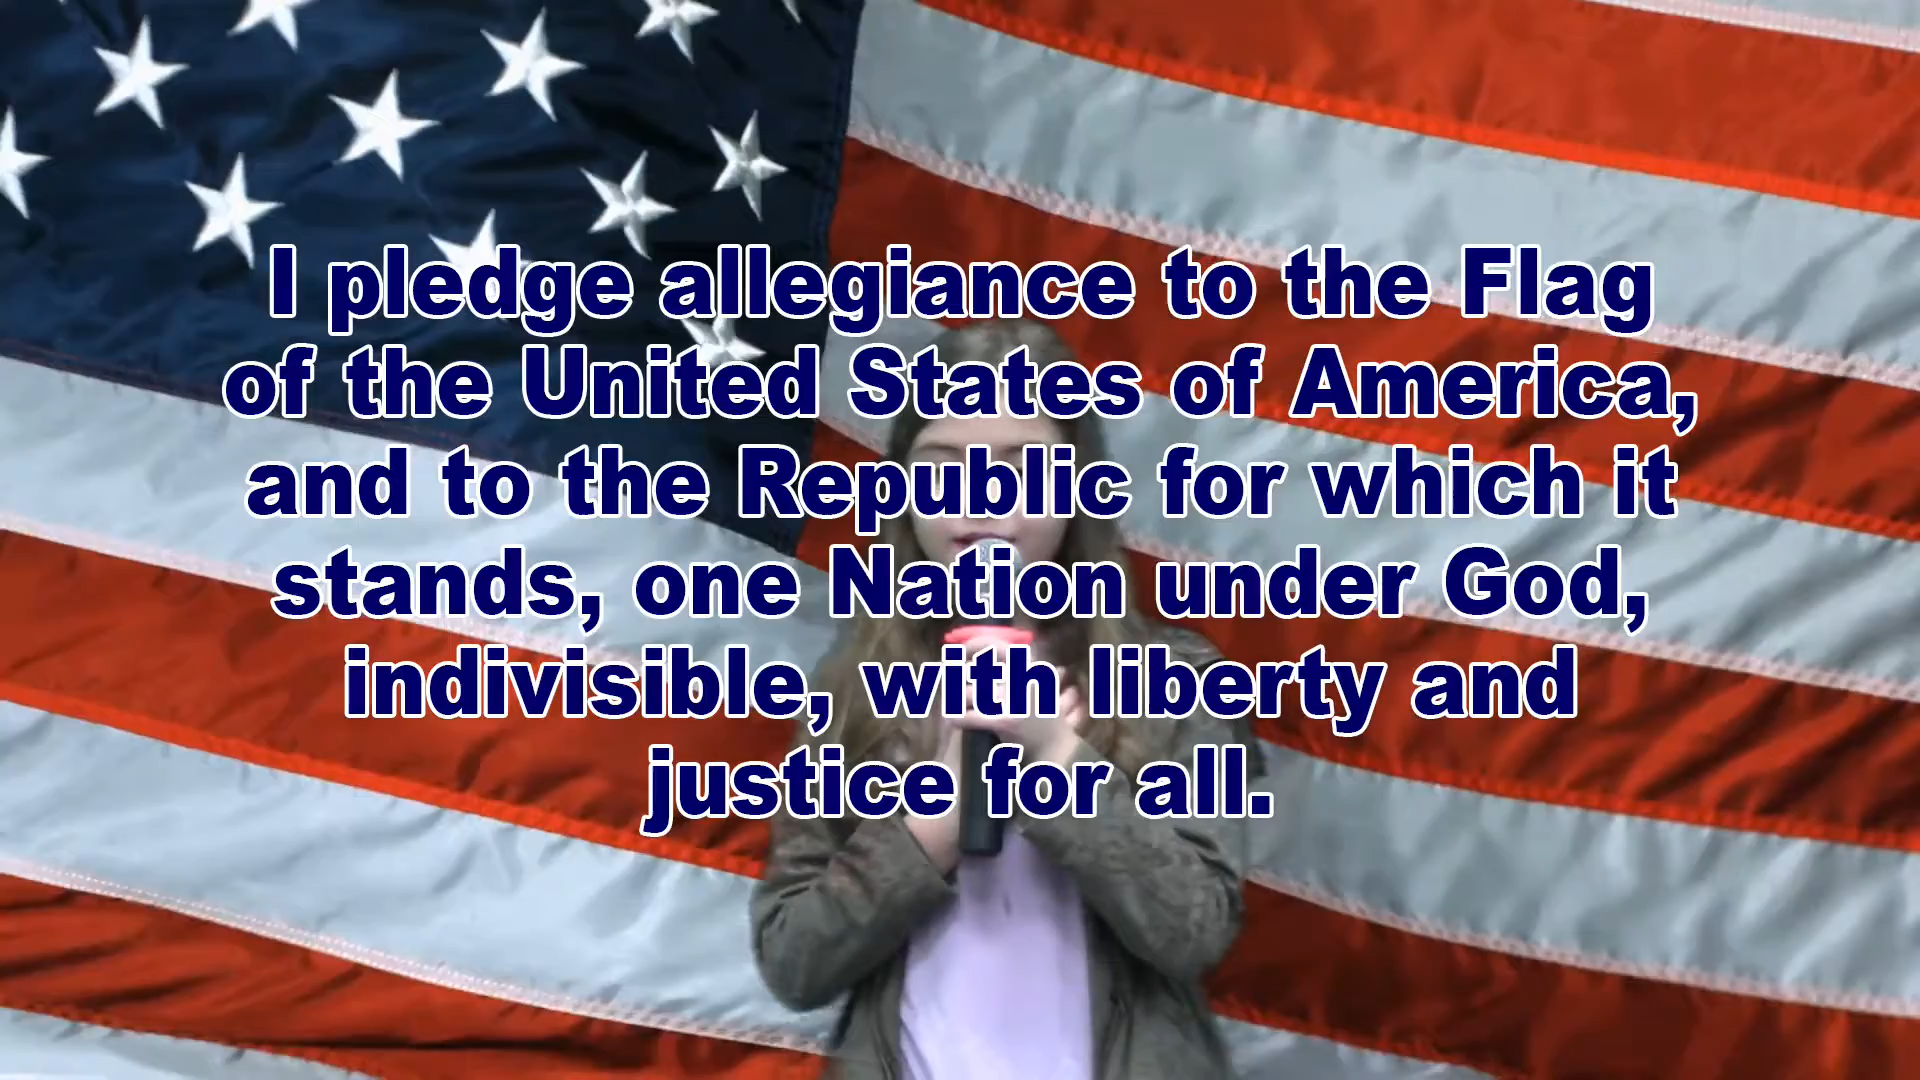 I pledge allegiance to the Flag
of the United States of America,
and to the Republic for which it
stands, one Nation under God,
indivisible, with liberty and
justice for all.